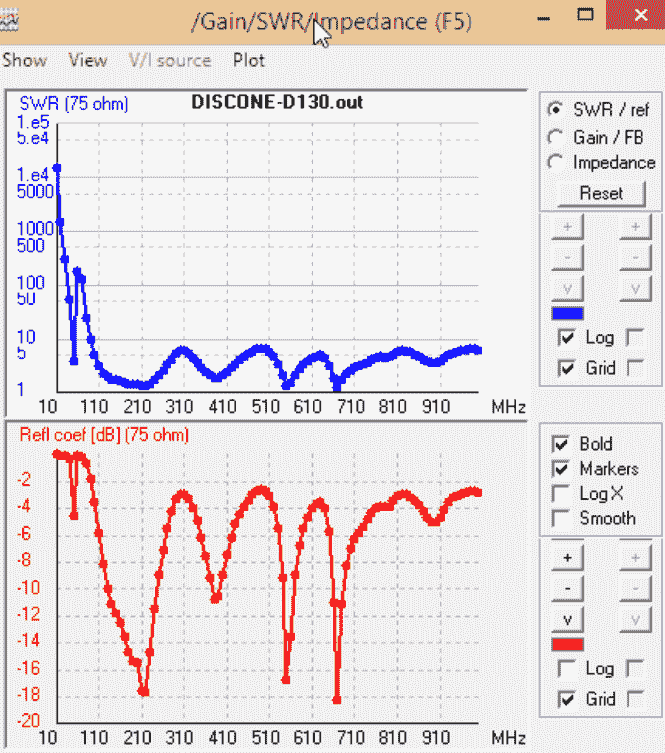 /Gain/SWR/Impedance (F5)
Show View V/I source Plot
SWR (75 ohm) DISCONE-D130.out
1.e5
5.e4
1.e4
5000
1000
500
100
50
10
5
1
10 110 210 310 410 510 610 710 810 910 MHz
SWR / ref
Gain / FB
Impedance
Reset
+ +
- -
v v
Log
Grid
Refl coef [dB] (75 ohm)
-2
-4
-6
-8
-10
-12
-14
-16
-18
-20
10 110 210 310 410 510 610 710 810 910 MHz
Bold
Markers
Log X
Smooth
+ +
- -
v v
Log
Grid